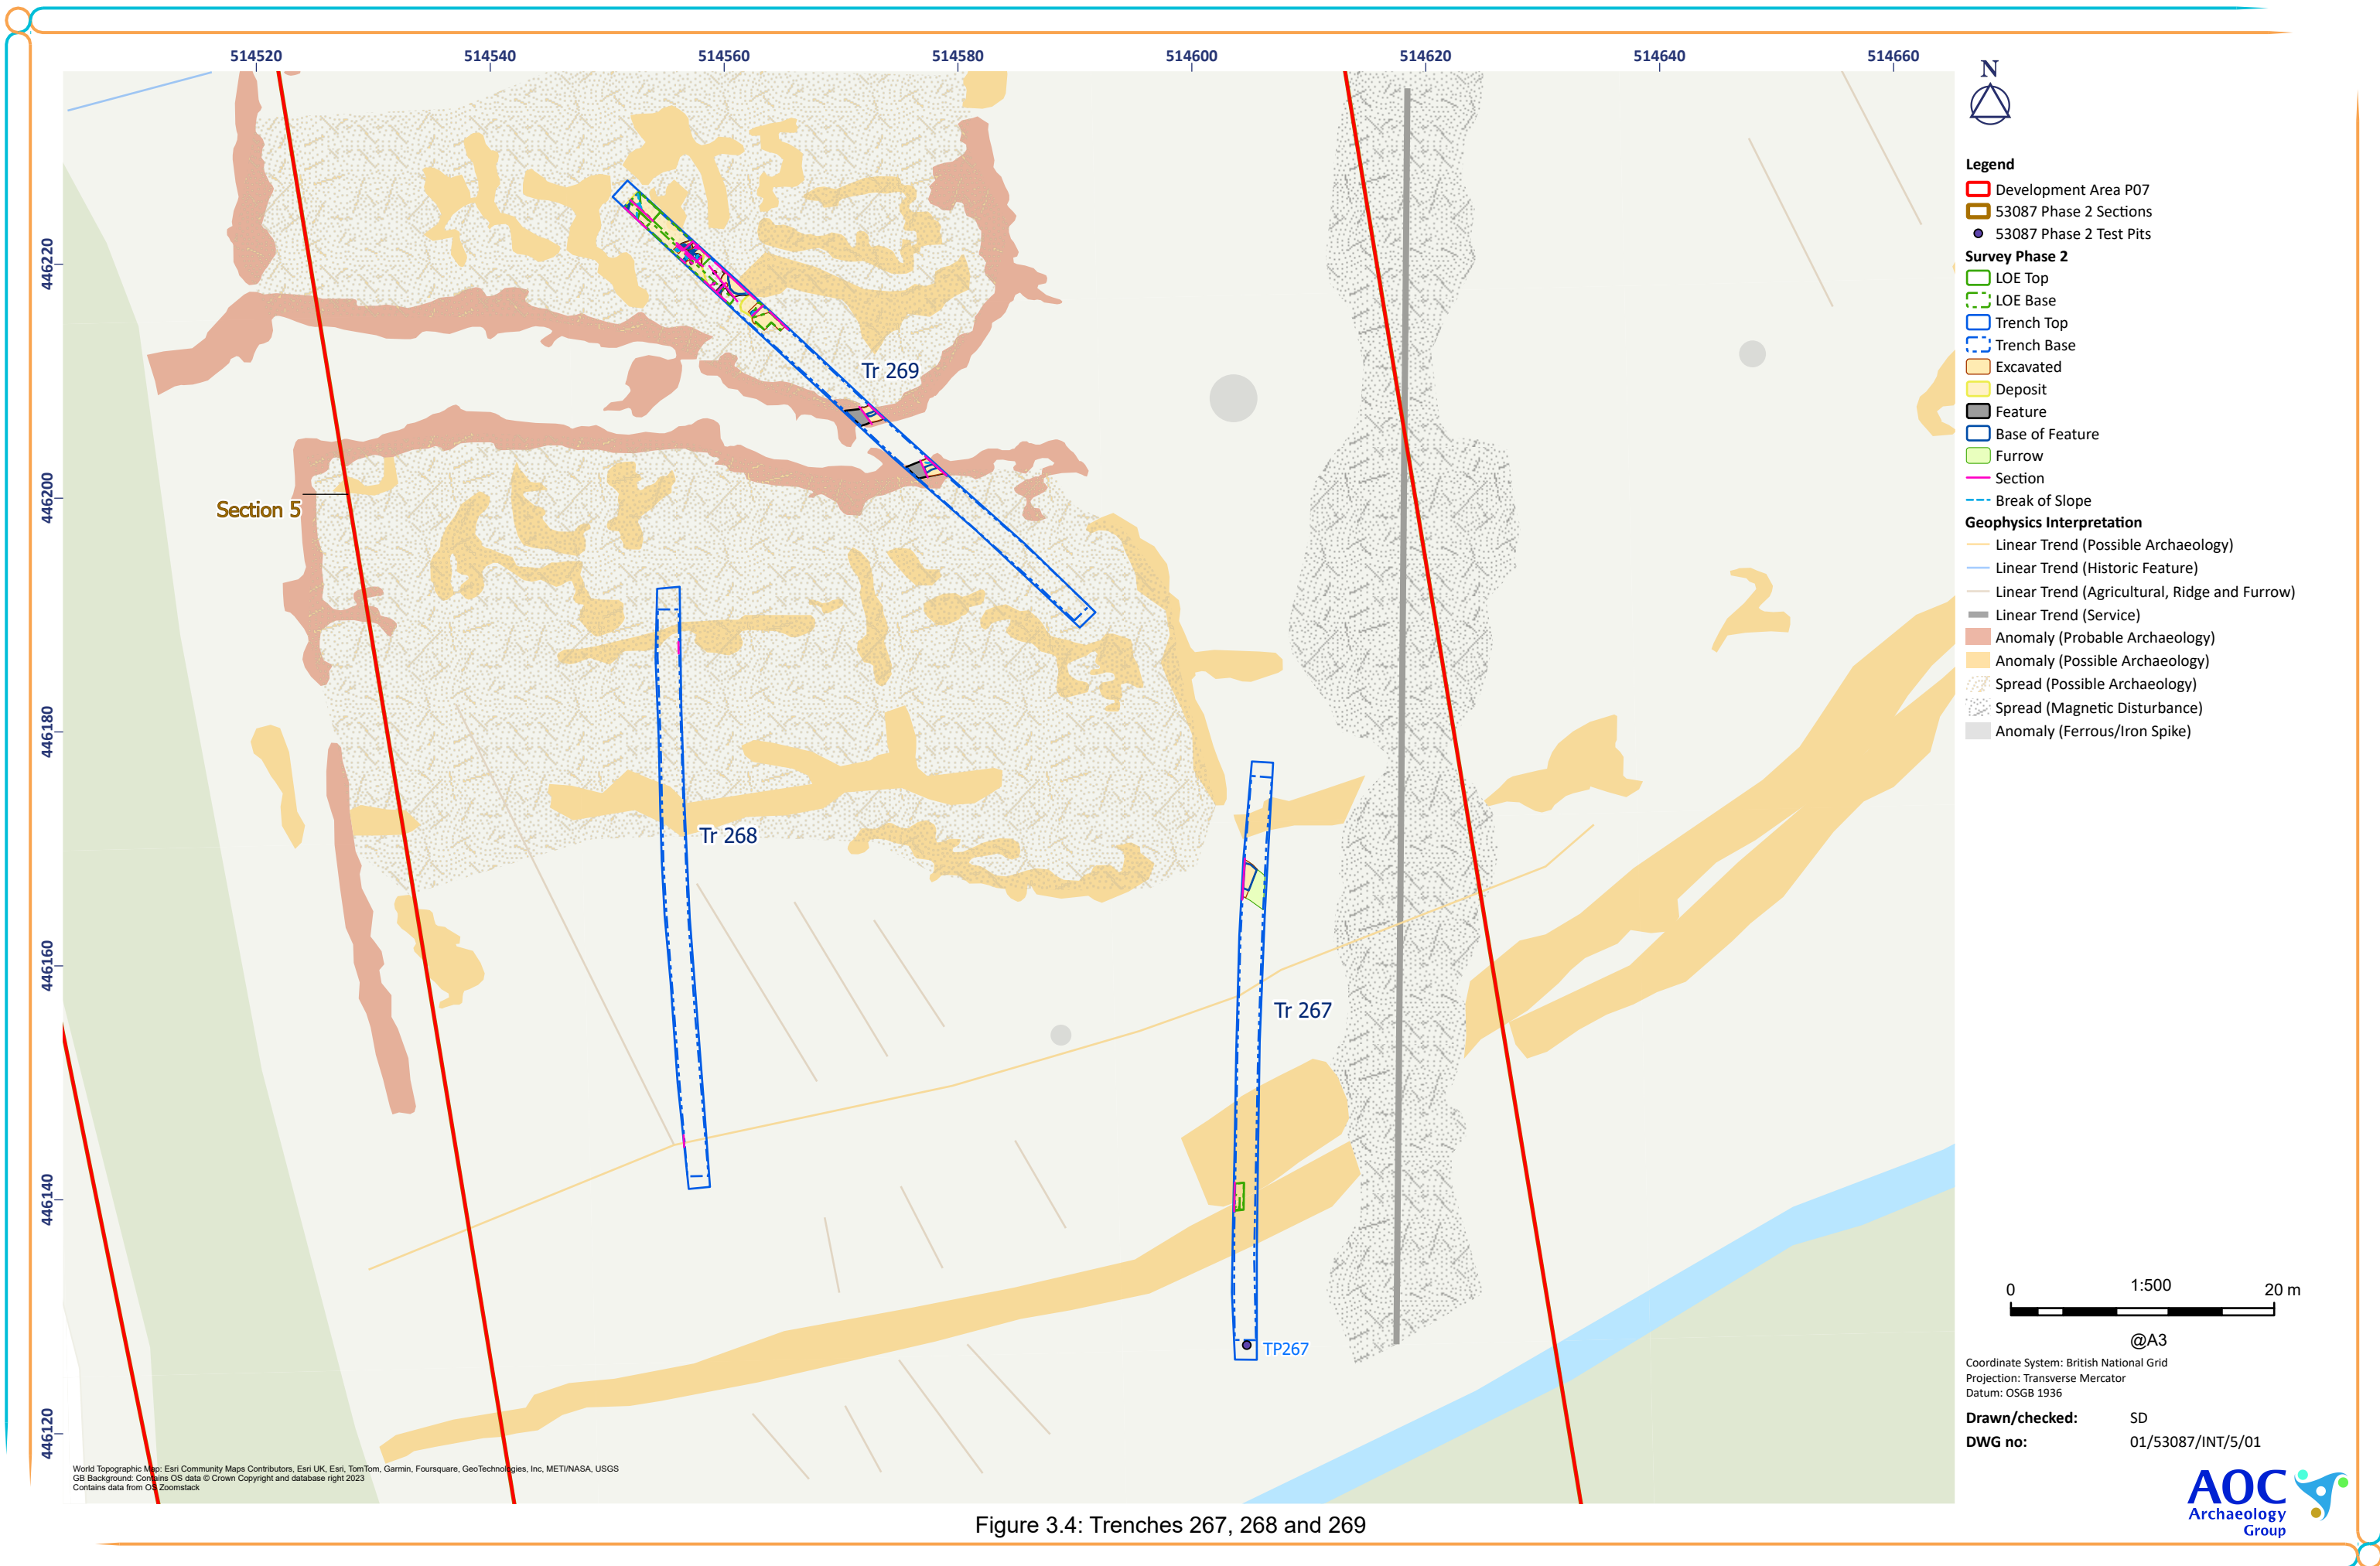 514520 514540 514560 514580 514600 514620 514640 514660
N
446220
446200
446180
446160
446140
446120
Tr 269
Section 5
Tr 268
Tr 267
TP267
Legend
Development Area P07
53087 Phase 2 Sections
53087 Phase 2 Test Pits
Survey Phase 2
LOE Top
LOE Base
Trench Top
Trench Base
Excavated
Deposit
Feature
Base of Feature
Furrow
Section
Break of Slope
Geophysics Interpretation
Linear Trend (Possible Archaeology)
Linear Trend (Historic Feature)
Linear Trend (Agricultural, Ridge and Furrow)
Linear Trend (Service)
Anomaly (Probable Archaeology)
Anomaly (Possible Archaeology)
Spread (Possible Archaeology)
Spread (Magnetic Disturbance)
Anomaly (Ferrous/Iron Spike)
0 1:500 20 m
@A3
Coordinate System: British National Grid
Projection: Transverse Mercator
Datum: OSGB 1936
Drawn/checked: SD
DWG no: 01/53087/INT/5/01
World Topographic Map: Esri Community Maps Contributors, Esri UK, Esri, TomTom, Garmin, Foursquare, GeoTechnologies, Inc, METI/NASA, USGS
GB Background: Contains OS data © Crown Copyright and database right 2023
Contains data from OS Zoomstack
AOC
Archaeology
Group
Figure 3.4: Trenches 267, 268 and 269